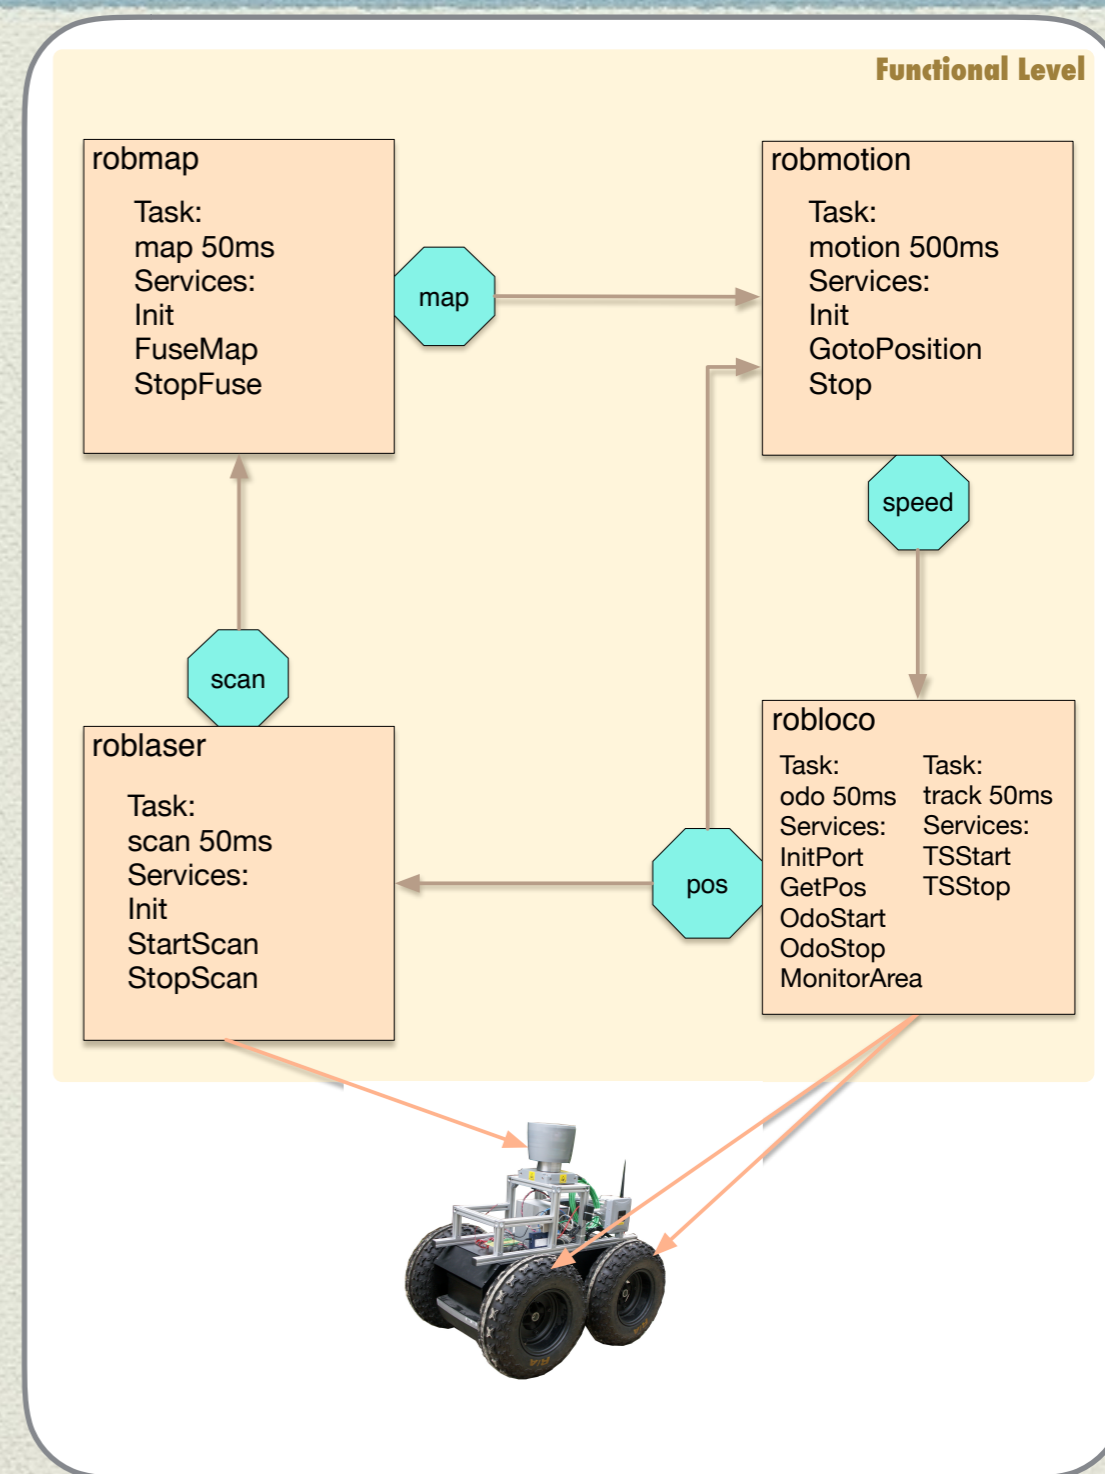 Functional Level
robmap
Task:
map 50ms
Services:
Init
FuseMap
StopFuse
map
robmotion
Task:
motion 500ms
Services:
Init
GotoPosition
Stop
speed
scan
roblaser
Task:
scan 50ms
Services:
Init
StartScan
StopScan
pos
robloco
Task:
odo 50ms
Services:
InitPort
GetPos
OdoStart
OdoStop
MonitorArea
Task:
track 50ms
Services:
TSStart
TSStop